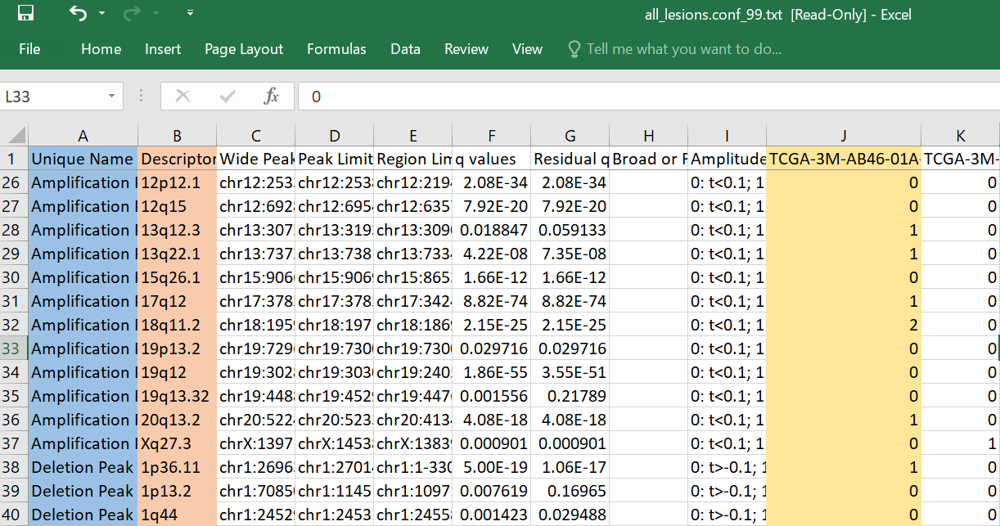 all_lesions.conf_99.txt [Read-Only] - Excel
File Home Insert Page Layout Formulas Data Review View Tell me what you want to do...
L33 fx 0
A B C D E F G H I J K
1 Unique Name Descriptor Wide Peak Peak Limit Region Lim q values Residual q Broad or F Amplitude TCGA-3M-AB46-01A- TCGA-3M-
26 Amplification P 12p12.1 chr12:253 chr12:253 chr12:219 2.08E-34 2.08E-34 0: t<0.1; 1 0 0
27 Amplification P 12q15 chr12:692 chr12:695 chr12:635 7.92E-20 7.92E-20 0: t<0.1; 1 0 0
28 Amplification P 13q12.3 chr13:307 chr13:319 chr13:309 0.018847 0.059133 0: t<0.1; 1 1 0
29 Amplification P 13q22.1 chr13:737 chr13:738 chr13:733 4.22E-08 7.35E-08 0: t<0.1; 1 1 0
30 Amplification P 15q26.1 chr15:906 chr15:906 chr15:865 1.66E-12 1.66E-12 0: t<0.1; 1 0 0
31 Amplification P 17q12 chr17:378 chr17:378 chr17:342 8.82E-74 8.82E-74 0: t<0.1; 1 1 0
32 Amplification P 18q11.2 chr18:195 chr18:197 chr18:186 2.15E-25 2.15E-25 0: t<0.1; 1 2 0
33 Amplification P 19p13.2 chr19:729 chr19:730 chr19:730 0.029716 0.029716 0: t<0.1; 1 0 0
34 Amplification P 19q12 chr19:302 chr19:303 chr19:240 1.86E-55 3.55E-51 0: t<0.1; 1 0 0
35 Amplification P 19q13.32 chr19:448 chr19:452 chr19:447 0.001556 0.21789 0: t<0.1; 1 0 0
36 Amplification P 20q13.2 chr20:522 chr20:523 chr20:413 4.08E-18 4.08E-18 0: t<0.1; 1 1 0
37 Amplification P Xq27.3 chrX:1397 chrX:1453 chrX:1383 0.000901 0.000901 0: t<0.1; 1 0 1
38 Deletion Peak 1p36.11 chr1:2696 chr1:2701 chr1:1-330 5.00E-19 1.06E-17 0: t>-0.1; 1 1 0
39 Deletion Peak 1p13.2 chr1:7085 chr1:1145 chr1:1097 0.007619 0.16965 0: t>-0.1; 1 0 0
40 Deletion Peak 1q44 chr1:2452 chr1:2453 chr1:2455 0.001423 0.029488 0: t>-0.1; 1 0 0